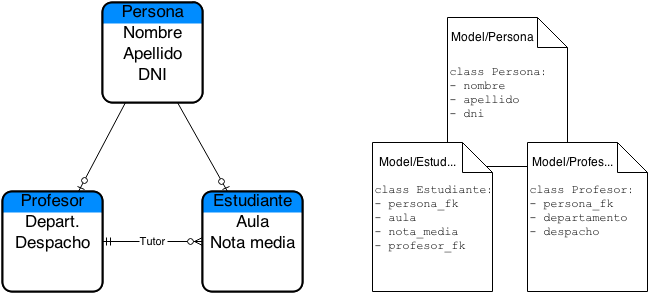 Persona
Nombre
Apellido
DNI
Profesor
Depart.
Despacho
Tutor
Estudiante
Aula
Nota media
Model/Persona
class Persona:
- nombre
- apellido
- dni
Model/Estud...
class Estudiante:
- persona_fk
- aula
- nota_media
- profesor_fk
Model/Profes...
class Profesor:
- persona_fk
- departamento
- despacho